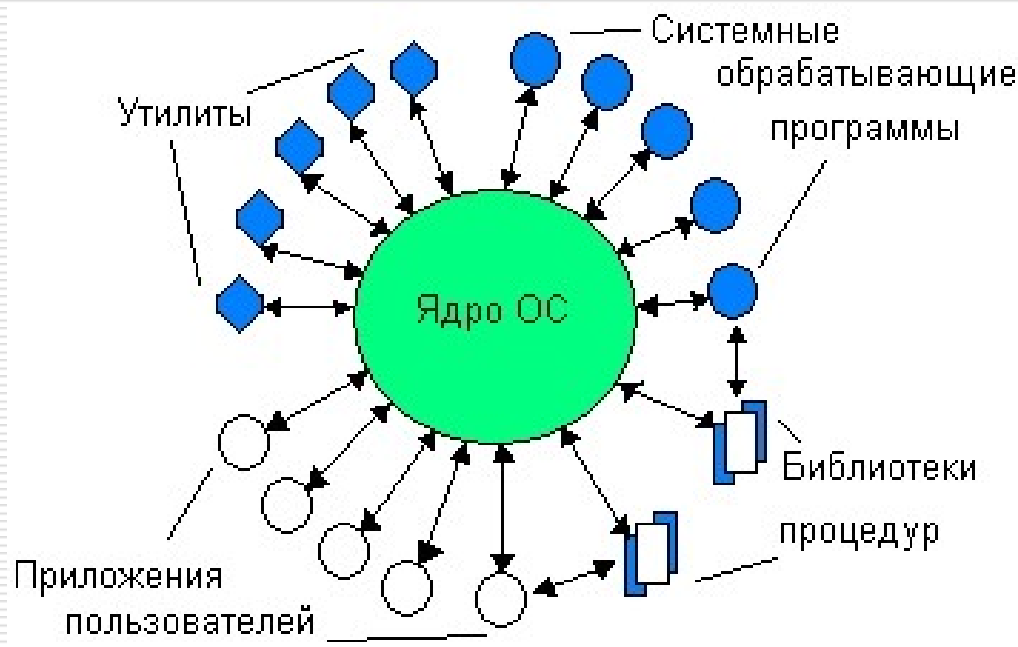 Системные
обрабатывающие
программы
Утилиты
Ядро ОС
Библиотеки
процедур
Приложения
пользователей